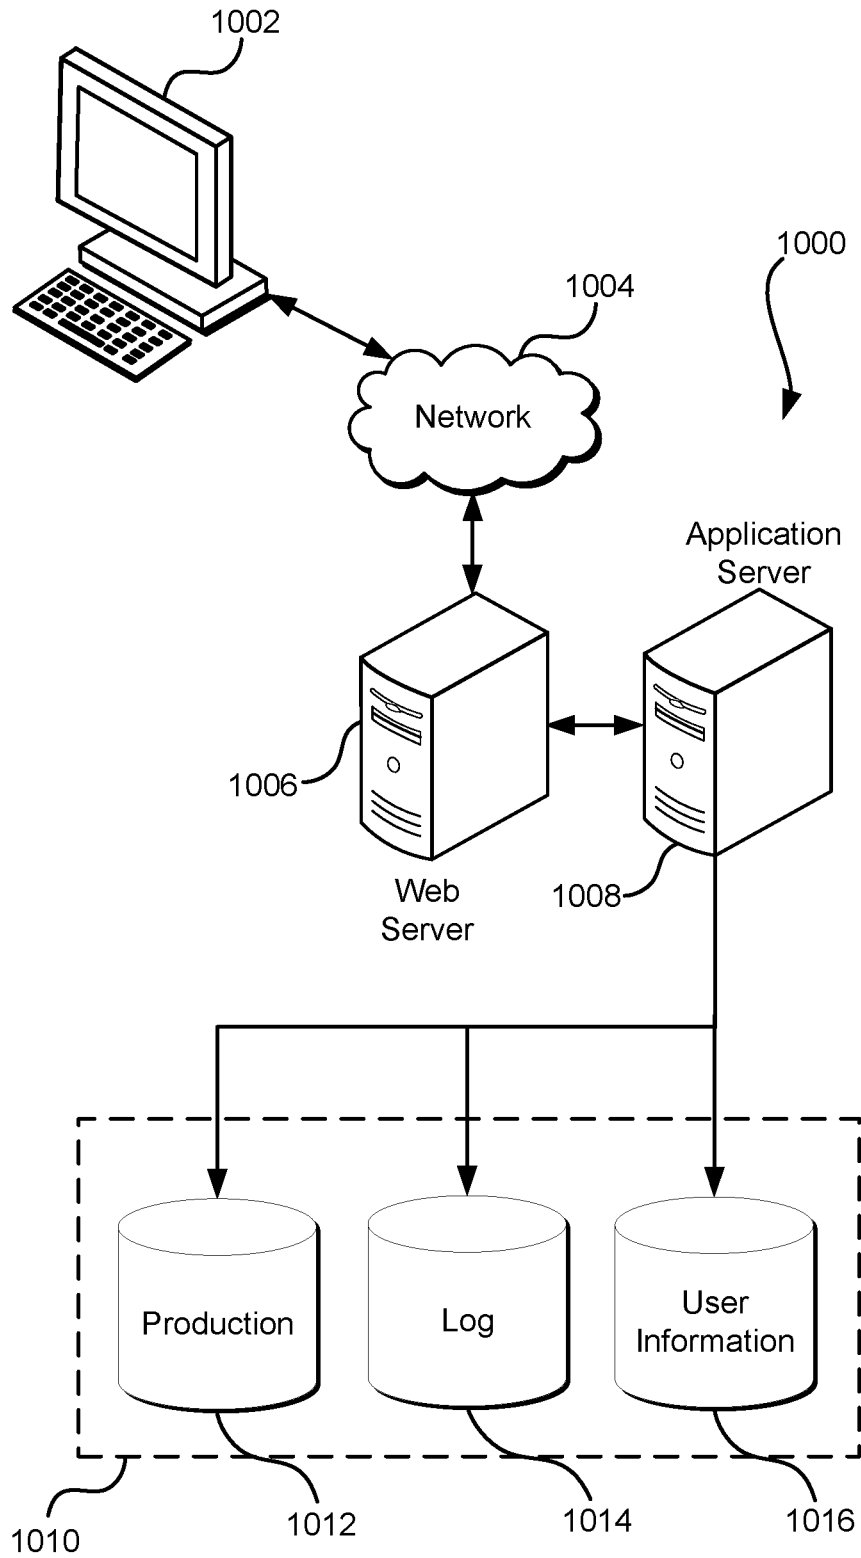 1002
1000
1004
Network
Application
Server
1006
Web
Server
1008
Production
Log
User
Information
1010
1012
1014
1016